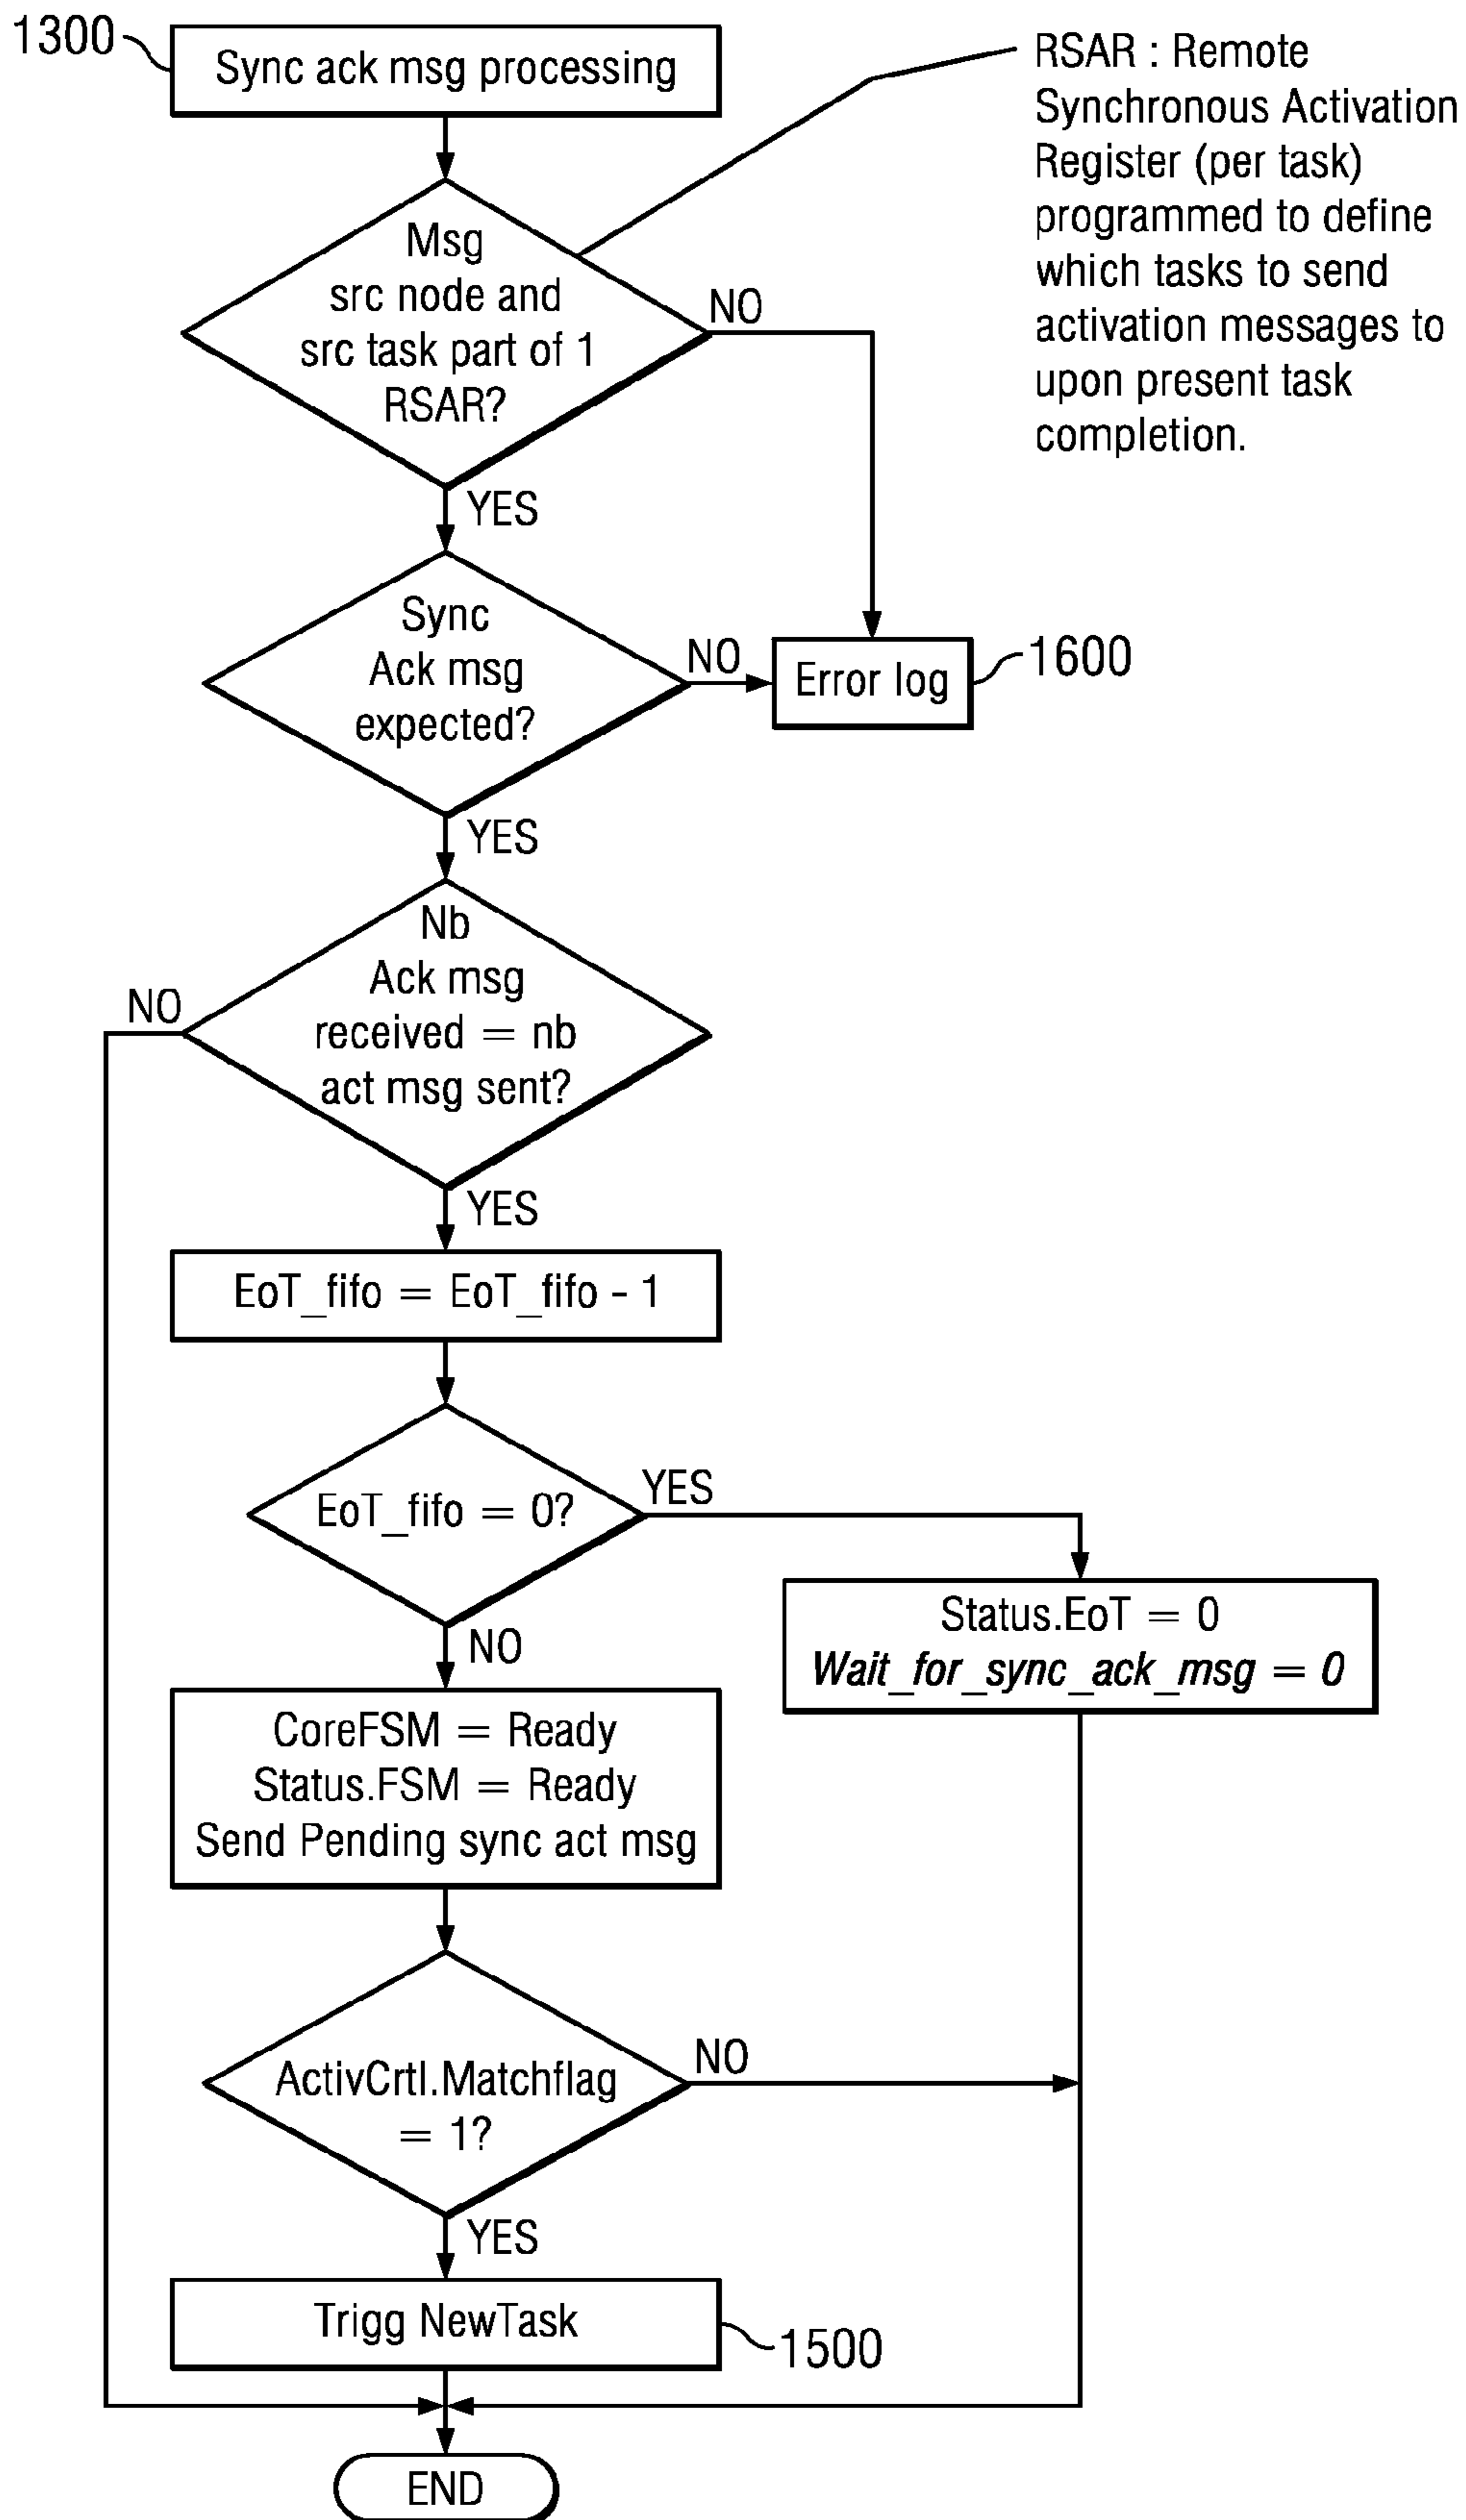 1300
Sync ack msg processing
RSAR : Remote
Synchronous Activation
Register (per task)
programmed to define
which tasks to send
activation messages to
upon present task
completion.
Msg
src node and
src task part of 1
RSAR?
NO
YES
Sync
Ack msg
expected?
NO
Error log
1600
YES
Nb
Ack msg
received = nb
act msg sent?
NO
YES
EoT_fifo = EoT_fifo - 1
EoT_fifo = 0?
YES
Status.EoT = 0
Wait_for_sync_ack_msg = 0
NO
CoreFSM = Ready
Status.FSM = Ready
Send Pending sync act msg
ActivCrtl.Matchflag
= 1?
NO
YES
Trigg NewTask
1500
END